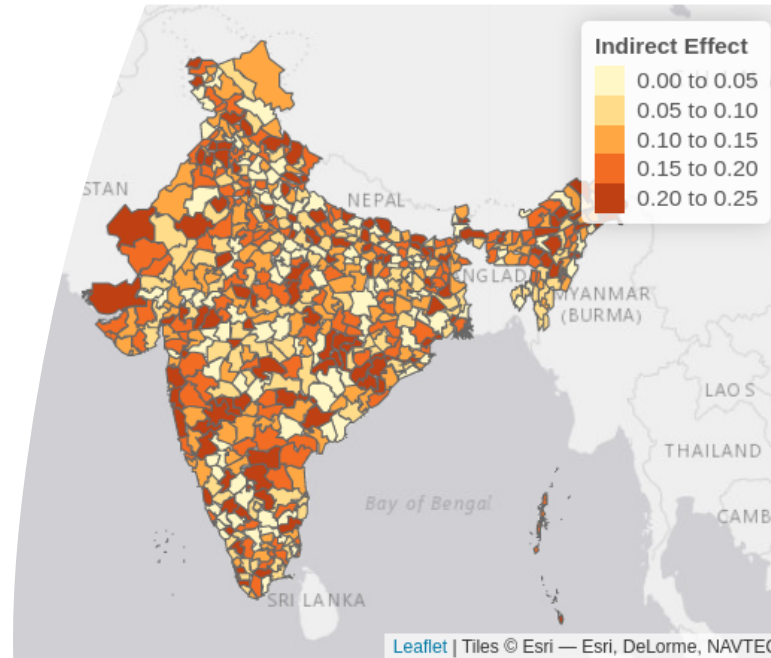 Indirect Effect
0.00 to 0.05
0.05 to 0.10
0.10 to 0.15
0.15 to 0.20
0.20 to 0.25
STAN
NEPAL
NGLAD
MYANMAR
(BURMA)
LAOS
THAILAND
CAMB
Bay of Bengal
SRI LANKA
Leaflet | Tiles © Esri — Esri, DeLorme, NAVTEQ